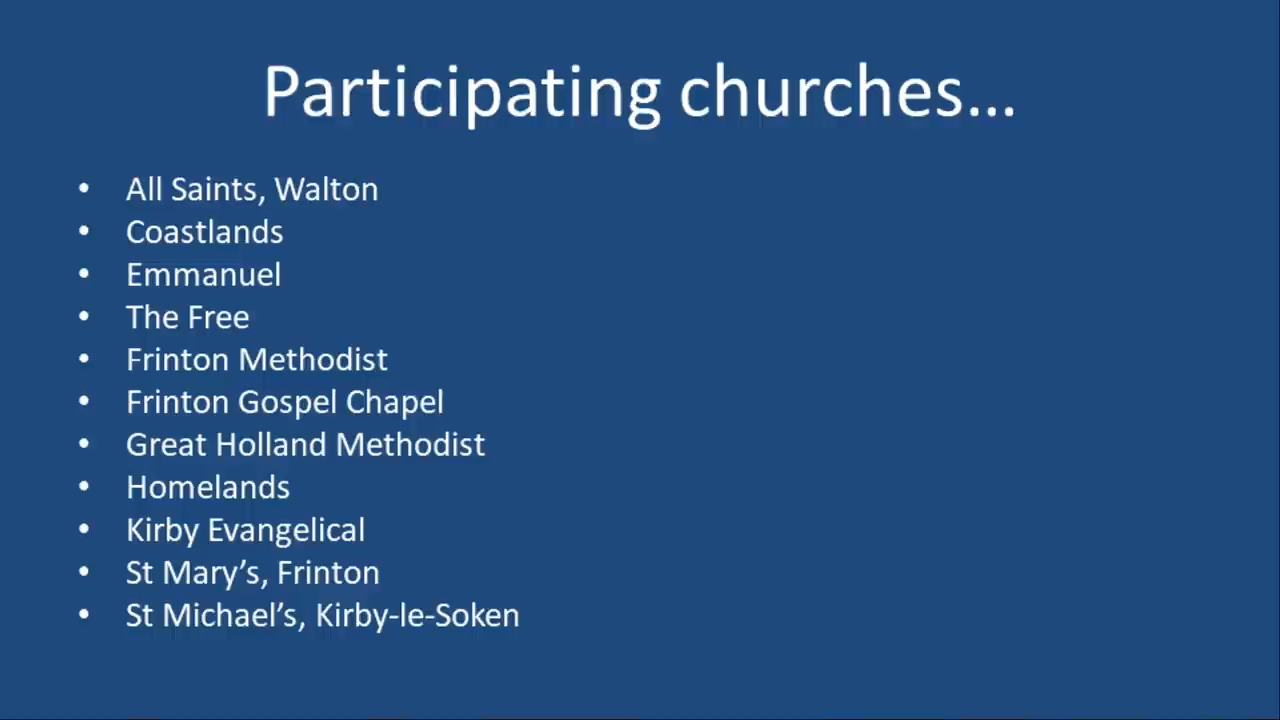 Participating churches...
• All Saints, Walton
• Coastlands
• Emmanuel
• The Free
• Frinton Methodist
• Frinton Gospel Chapel
• Great Holland Methodist
• Homelands
• Kirby Evangelical
• St Mary’s, Frinton
• St Michael’s, Kirby-le-Soken